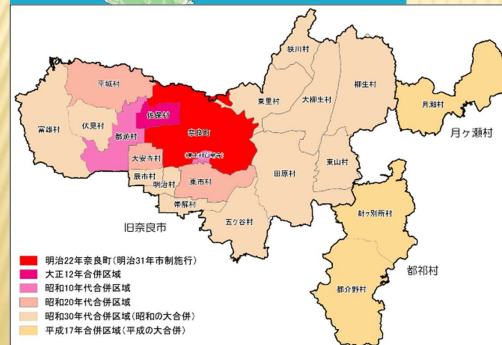 狭川村
柳生村
平城村
東里村
大柳生村
月瀬村
佐保村
富雄村
伏見村
奈良町
月ヶ瀬村
都跡村
大安寺村
東市村
田原村
東山村
辰市村
明治村
帯解村
五ケ谷村
針ヶ別所村
旧奈良市
都祁村
都介野村
明治22年奈良町(明治31年市制施行)
大正12年合併区域
昭和10年代合併区域
昭和20年代合併区域
昭和30年代合併区域(昭和の大合併)
平成17年合併区域(平成の大合併)